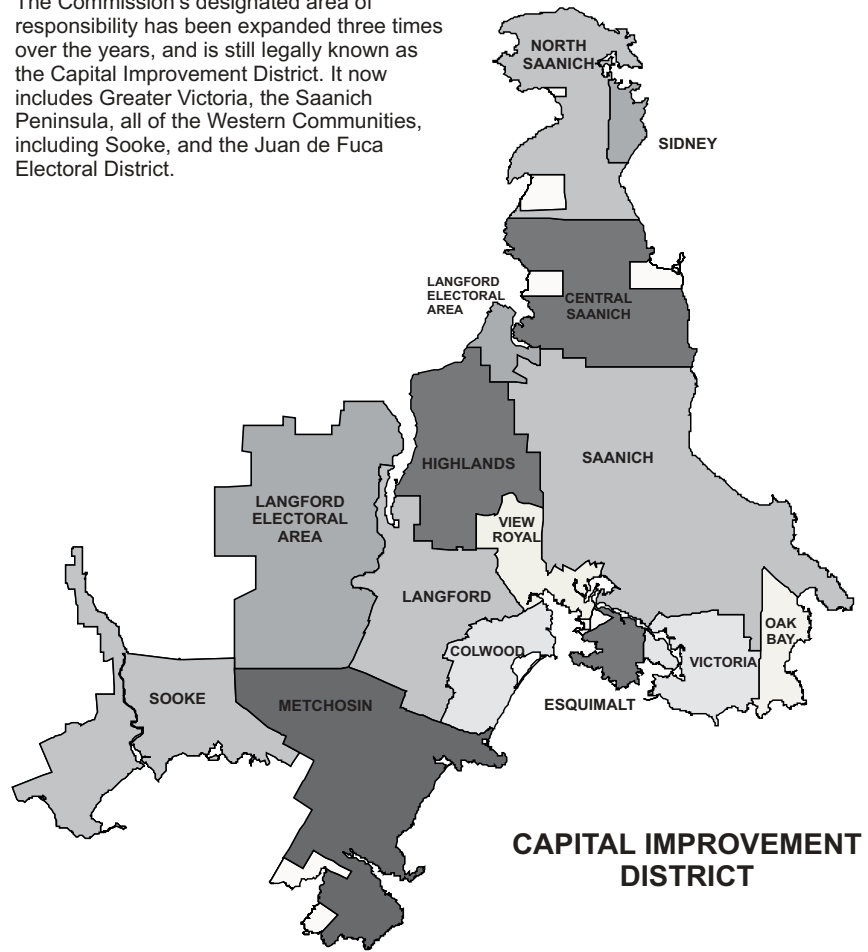 The Commission's designated area of
responsibility has been expanded three times
over the years, and is still legally known as
the Capital Improvement District. It now
includes Greater Victoria, the Saanich
Peninsula, all of the Western Communities,
including Sooke, and the Juan de Fuca
Electoral District.
NORTH
SAANICH
SIDNEY
LANGFORD
ELECTORAL
AREA
CENTRAL
SAANICH
HIGHLANDS
SAANICH
LANGFORD
ELECTORAL
AREA
VIEW
ROYAL
LANGFORD
COLWOOD
OAK
BAY
VICTORIA
SOOKE
METCHOSIN
ESQUIMALT
CAPITAL IMPROVEMENT
DISTRICT